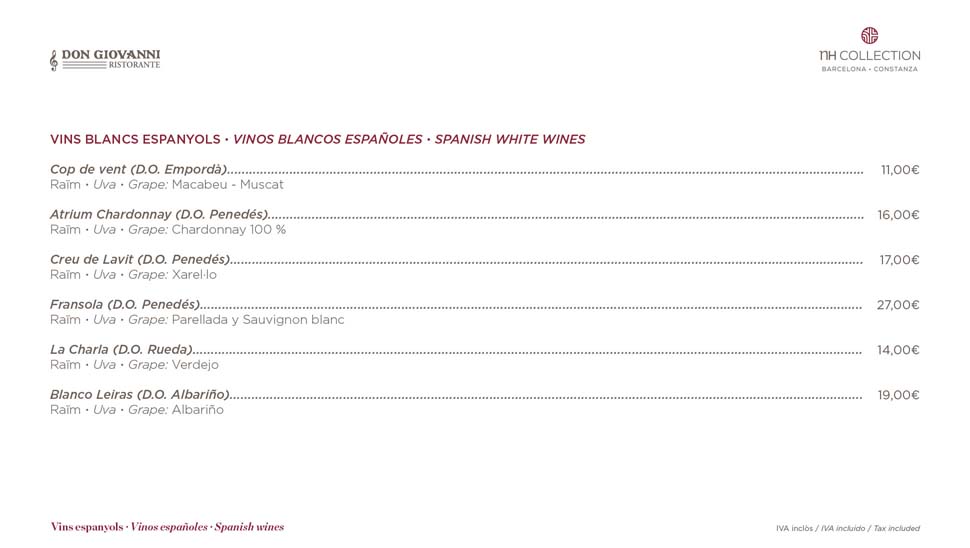 DON GIOVANNI
RISTORANTE
NH COLLECTION
BARCELONA • CONSTANZA
VINS BLANCS ESPANYOLS • VINOS BLANCOS ESPAÑOLES • SPANISH WHITE WINES
Cop de vent (D.O. Empordà)........ 11,00€
Raïm • Uva • Grape: Macabeu - Muscat
Atrium Chardonnay (D.O. Penedés)........ 16,00€
Raïm • Uva • Grape: Chardonnay 100 %
Creu de Lavit (D.O. Penedés)........ 17,00€
Raïm • Uva • Grape: Xarel·lo
Fransola (D.O. Penedés)........ 27,00€
Raïm • Uva • Grape: Parellada y Sauvignon blanc
La Charla (D.O. Rueda)........ 14,00€
Raïm • Uva • Grape: Verdejo
Blanco Leiras (D.O. Albariño)........ 19,00€
Raïm • Uva • Grape: Albariño
Vins espanyols • Vinos españoles • Spanish wines
IVA inclòs / IVA incluido / Tax included